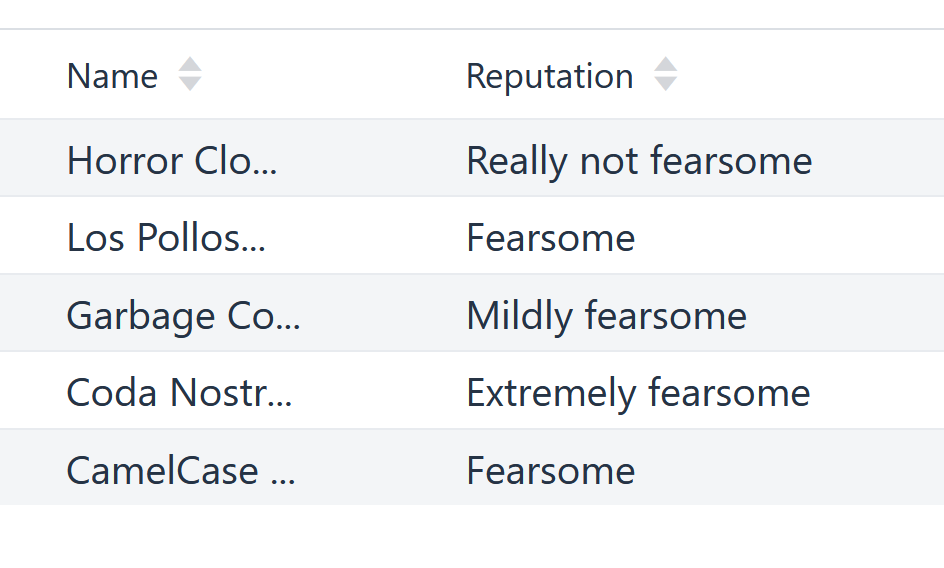 Name Reputation
Horror Clo... Really not fearsome
Los Pollos... Fearsome
Garbage Co... Mildly fearsome
Coda Nostr... Extremely fearsome
CamelCase ... Fearsome